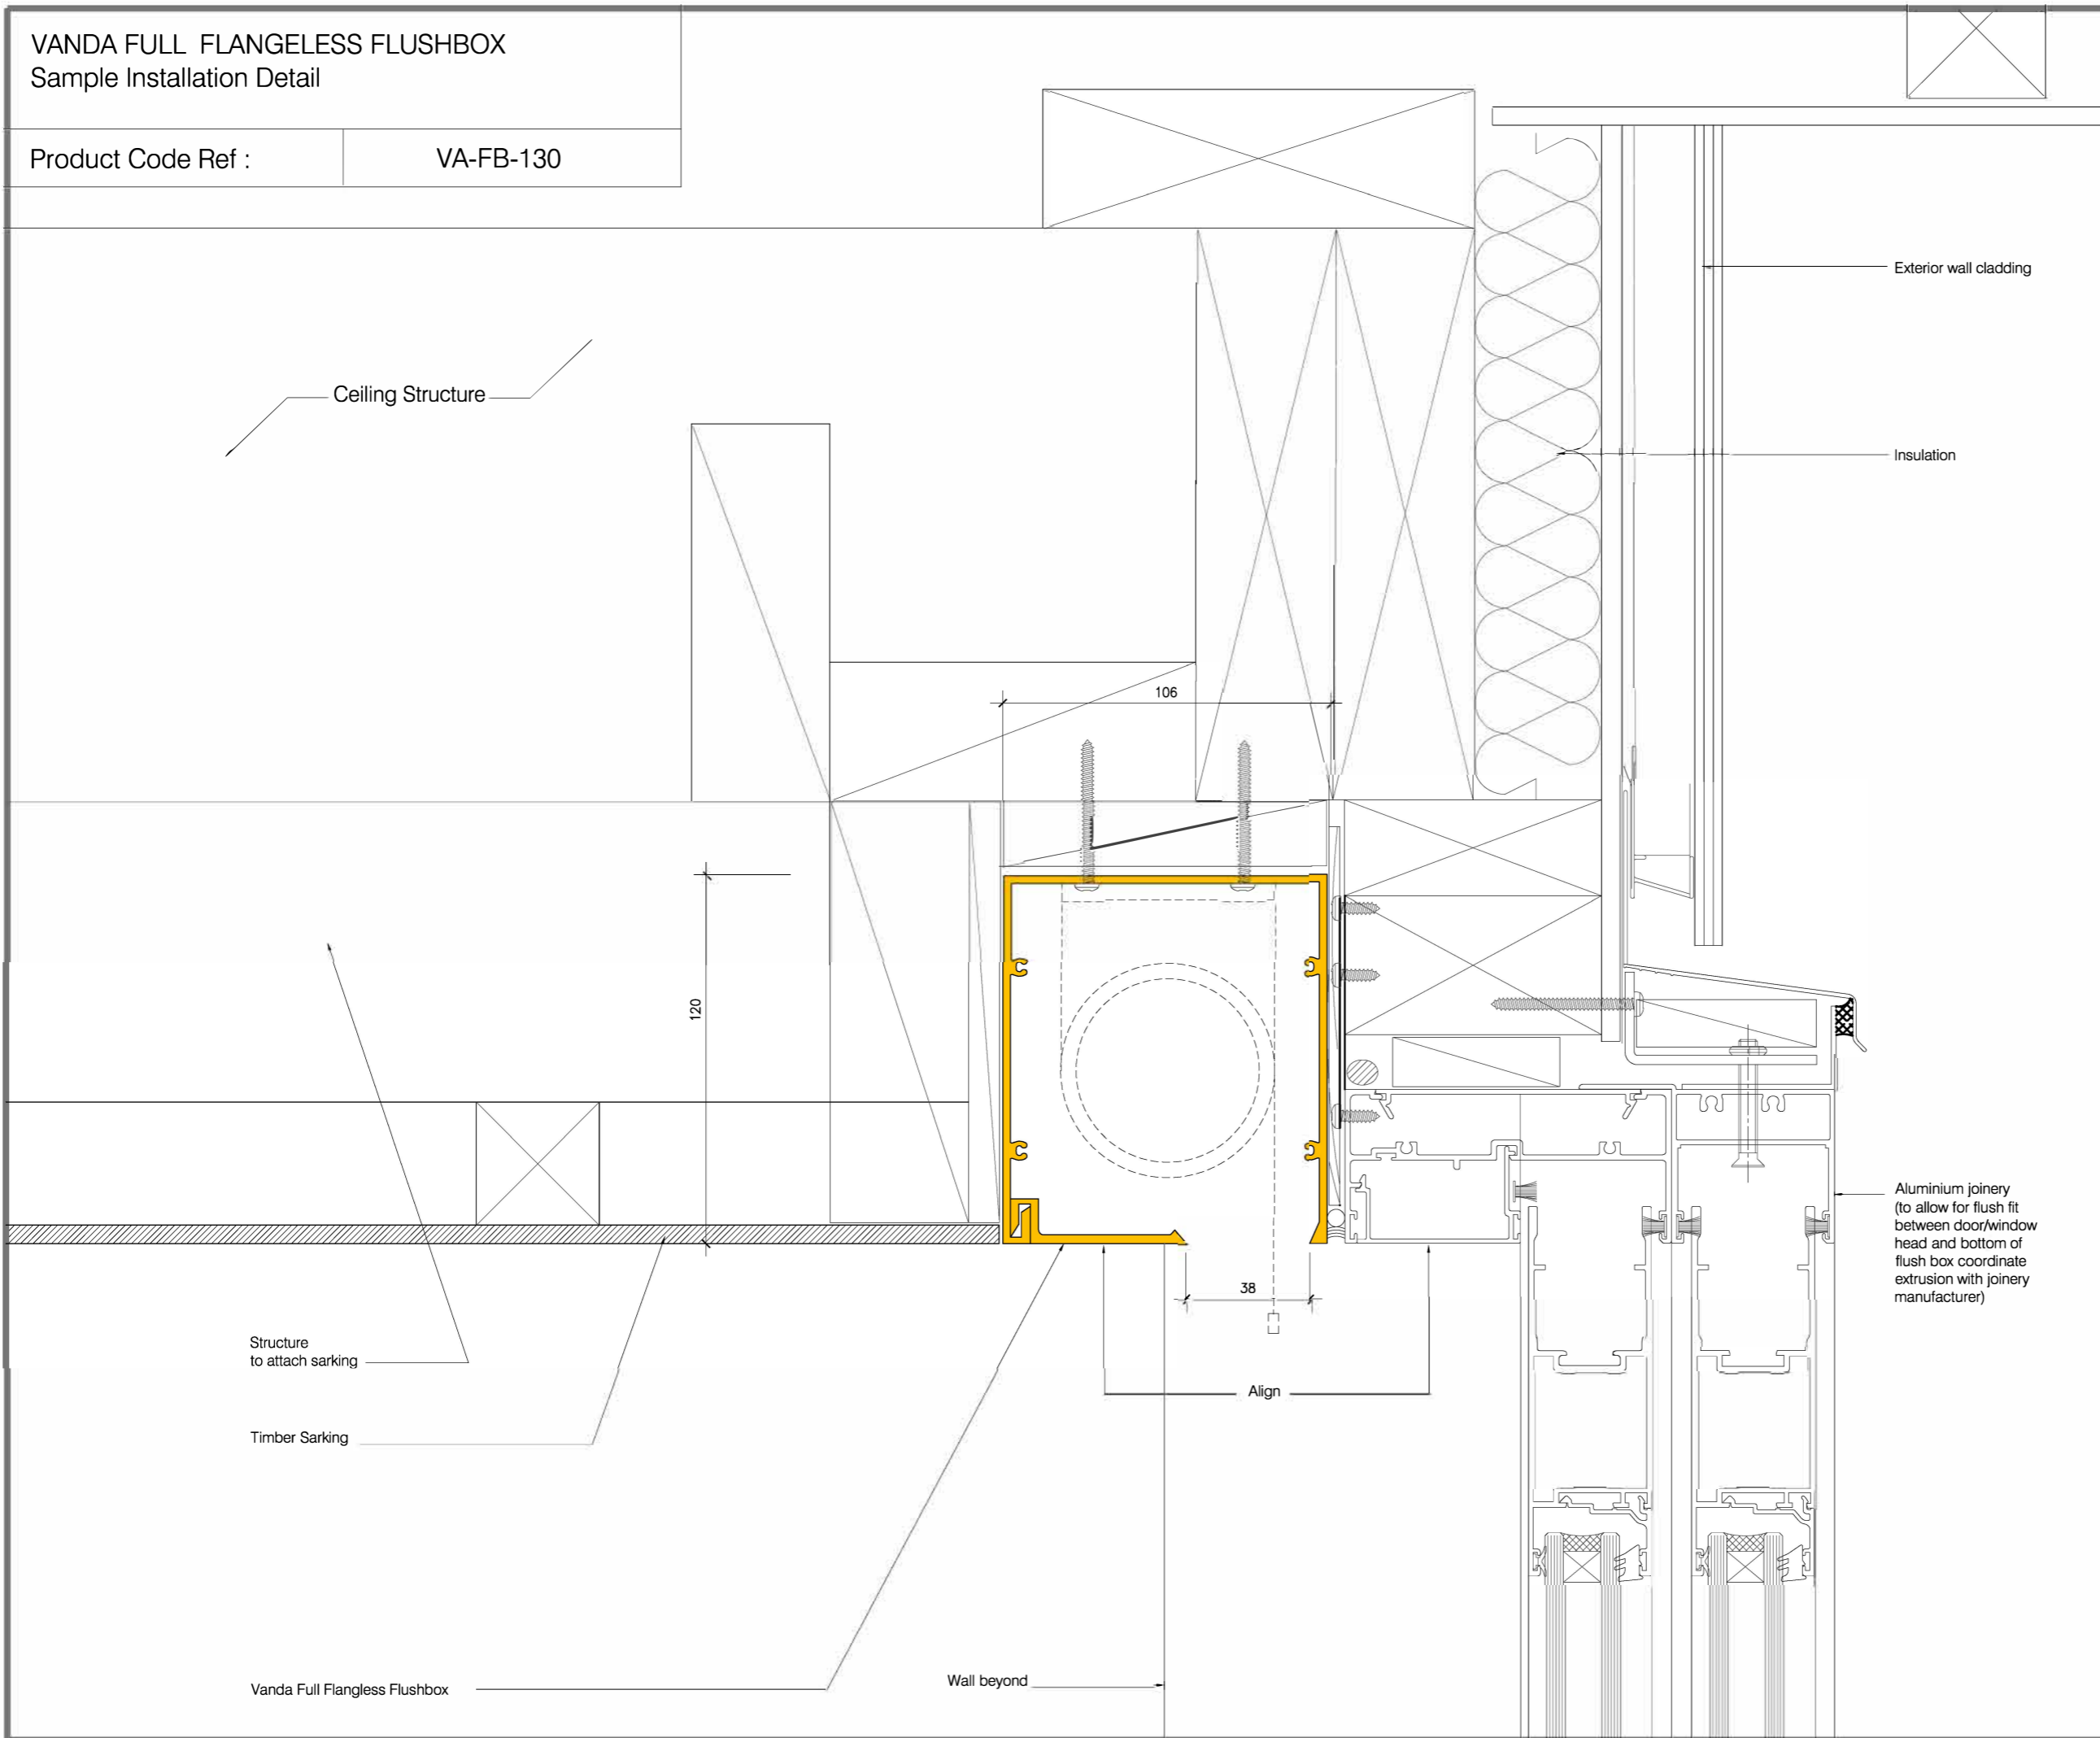 VANDA FULL FLANGELESS FLUSHBOX
Sample Installation Detail
Product Code Ref :
VA-FB-130
Exterior wall cladding
Ceiling Structure
Insulation
106
120
Aluminium joinery
(to allow for flush fit
between door/window
head and bottom of
flush box coordinate
extrusion with joinery
manufacturer)
38
Structure
to attach sarking
Align
Timber Sarking
Vanda Full Flangless Flushbox
Wall beyond